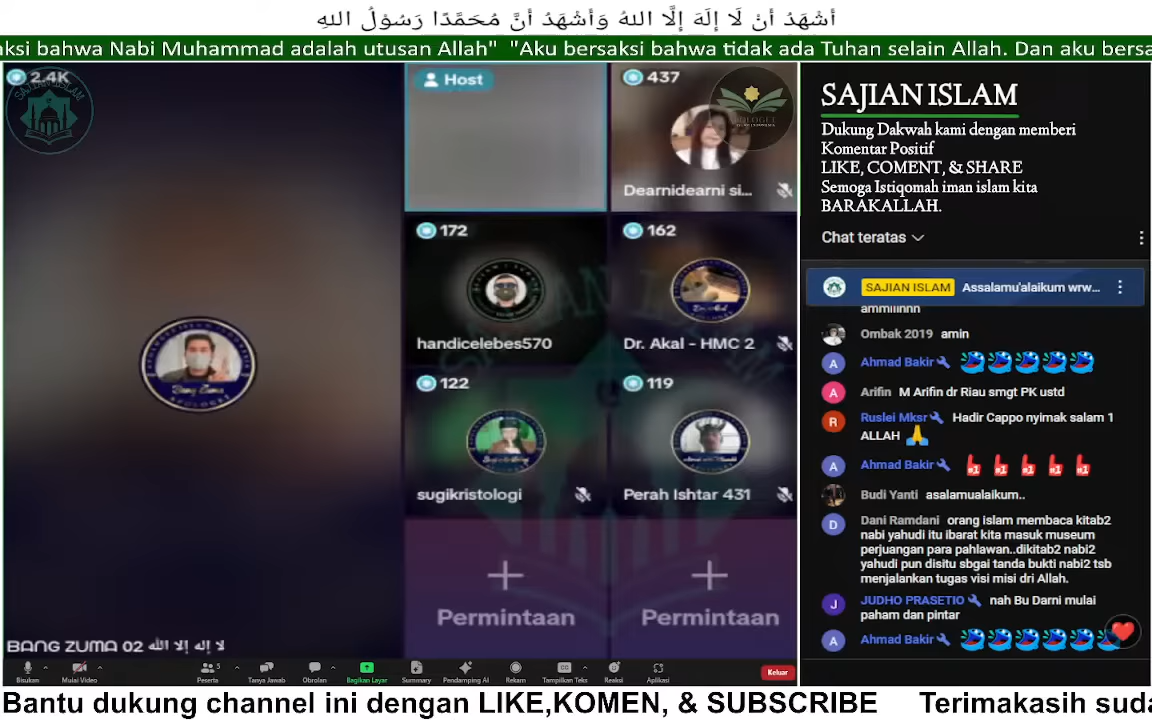 أَشْهَدُ أَنْ لَا إِلَهَ إِلَّا اللهُ وَأَشْهَدُ أَنَّ مُحَمَّدًا رَسُوْلُ اللهِ
ksi bahwa Nabi Muhammad adalah utusan Allah" "Aku bersaksi bahwa tidak ada Tuhan selain Allah. Dan aku bersa
2.4K
SAJIAN ISLAM
Host
437
Dearnidearni si...
172
handicelebes570
162
Dr. Akal - HMC 2
122
sugikristologi
119
Perah Ishtar 431
Permintaan
Permintaan
BANG ZUMA 02 لا إله إلا الله
SAJIAN ISLAM
Dukung Dakwah kami dengan memberi
Komentar Positif
LIKE, COMENT, & SHARE
Semoga Istiqomah iman islam kita
BARAKALLAH.
Chat teratas
SAJIAN ISLAM Assalamu'alaikum wrw...
ammiiinnn
Ombak 2019 amin
Ahmad Bakir
Arifin M Arifin dr Riau smgt PK ustd
Ruslei Mksr Hadir Cappo nyimak salam 1
ALLAH
Ahmad Bakir
Budi Yanti asalamualaikum..
Dani Ramdani orang islam membaca kitab2
nabi yahudi itu ibarat kita masuk museum
perjuangan para pahlawan..dikitab2 nabi2
yahudi pun disitu sbgai tanda bukti nabi2 tsb
menjalankan tugas visi misi dri Allah.
JUDHO PRASETIO nah Bu Darni mulai
paham dan pintar
Ahmad Bakir
Bisukan
Mulai Video
Peserta 5
Tanya Jawab
Obrolan
Bagikan Layar
Summary
Pendamping AI
Rekam
Tampilkan Teks
Reaksi
Aplikasi
Keluar
Bantu dukung channel ini dengan LIKE,KOMEN, & SUBSCRIBE Terimakasih suda